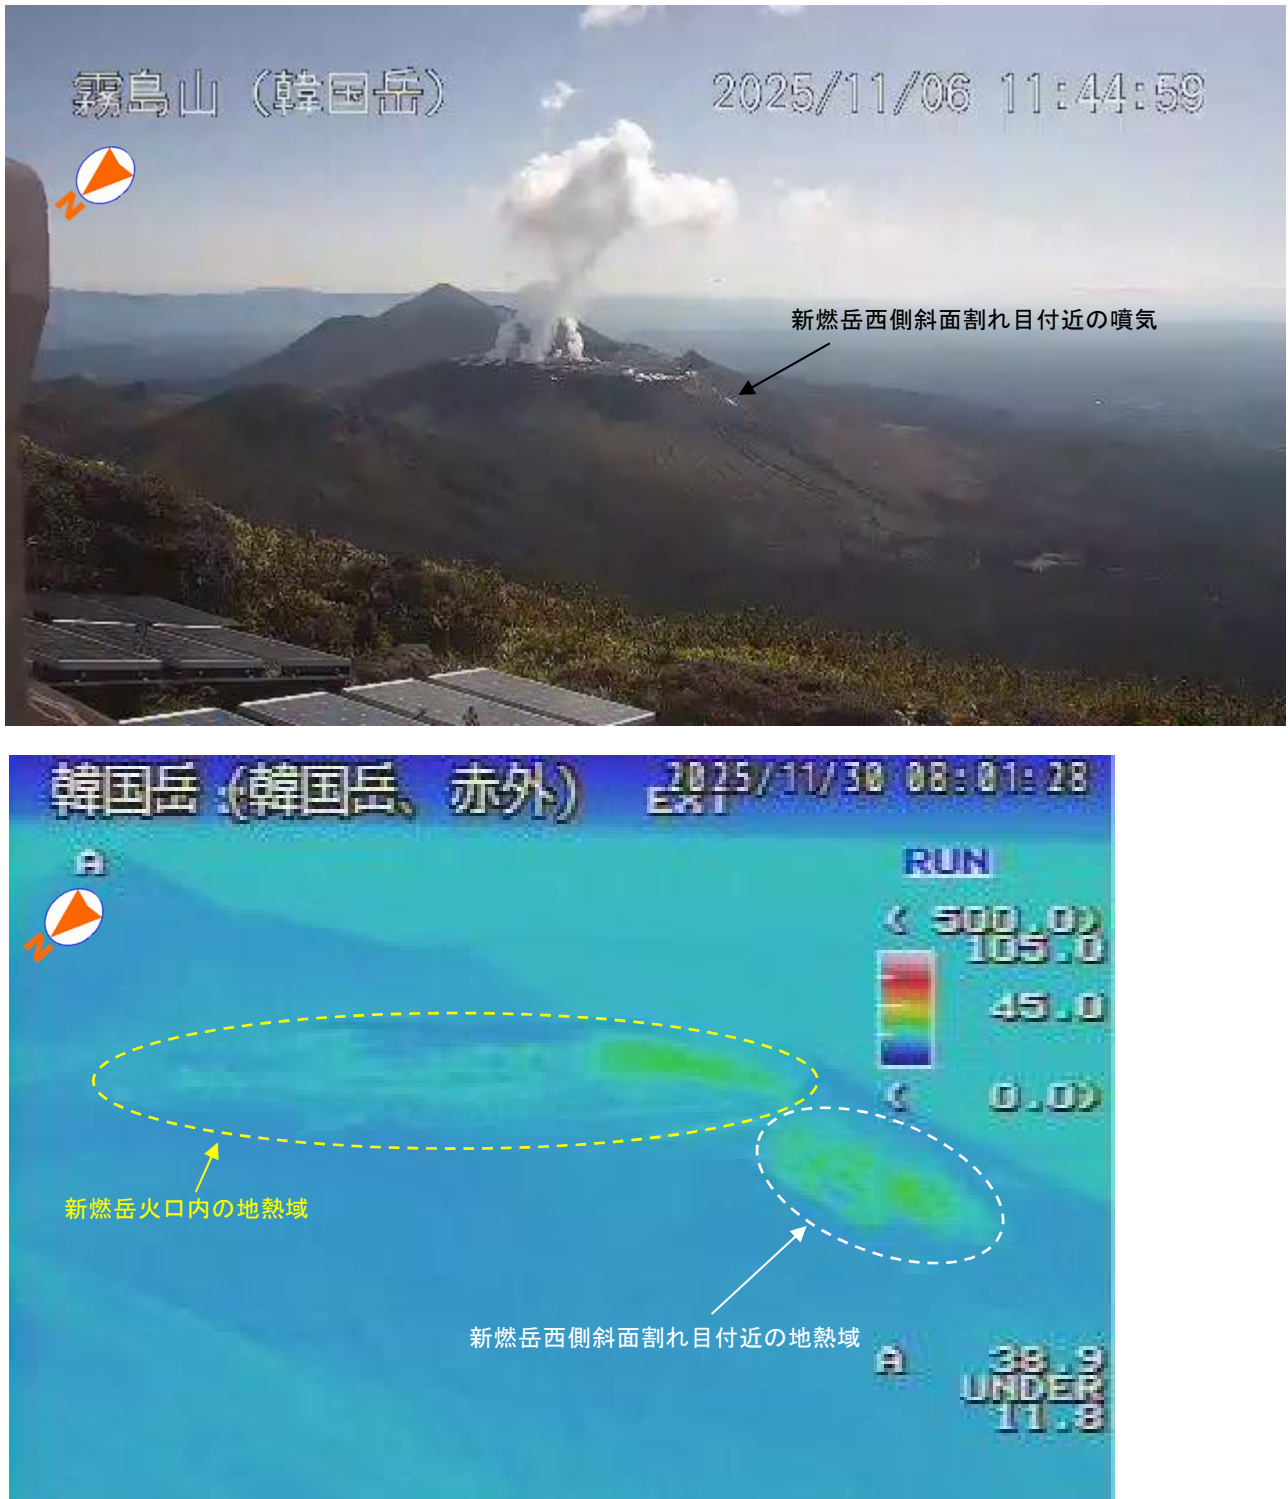 霧島山（韓国岳）
2025/11/06 11:44:59
N
新燃岳西側斜面割れ目付近の噴気
韓国岳:(韓国岳、赤外)
2025/11/30 08:01:28
EXT
A
RUN
N
< 500.0>
105.0
45.0
< 0.0>
新燃岳火口内の地熱域
新燃岳西側斜面割れ目付近の地熱域
A 38.9
UNDER
11.8